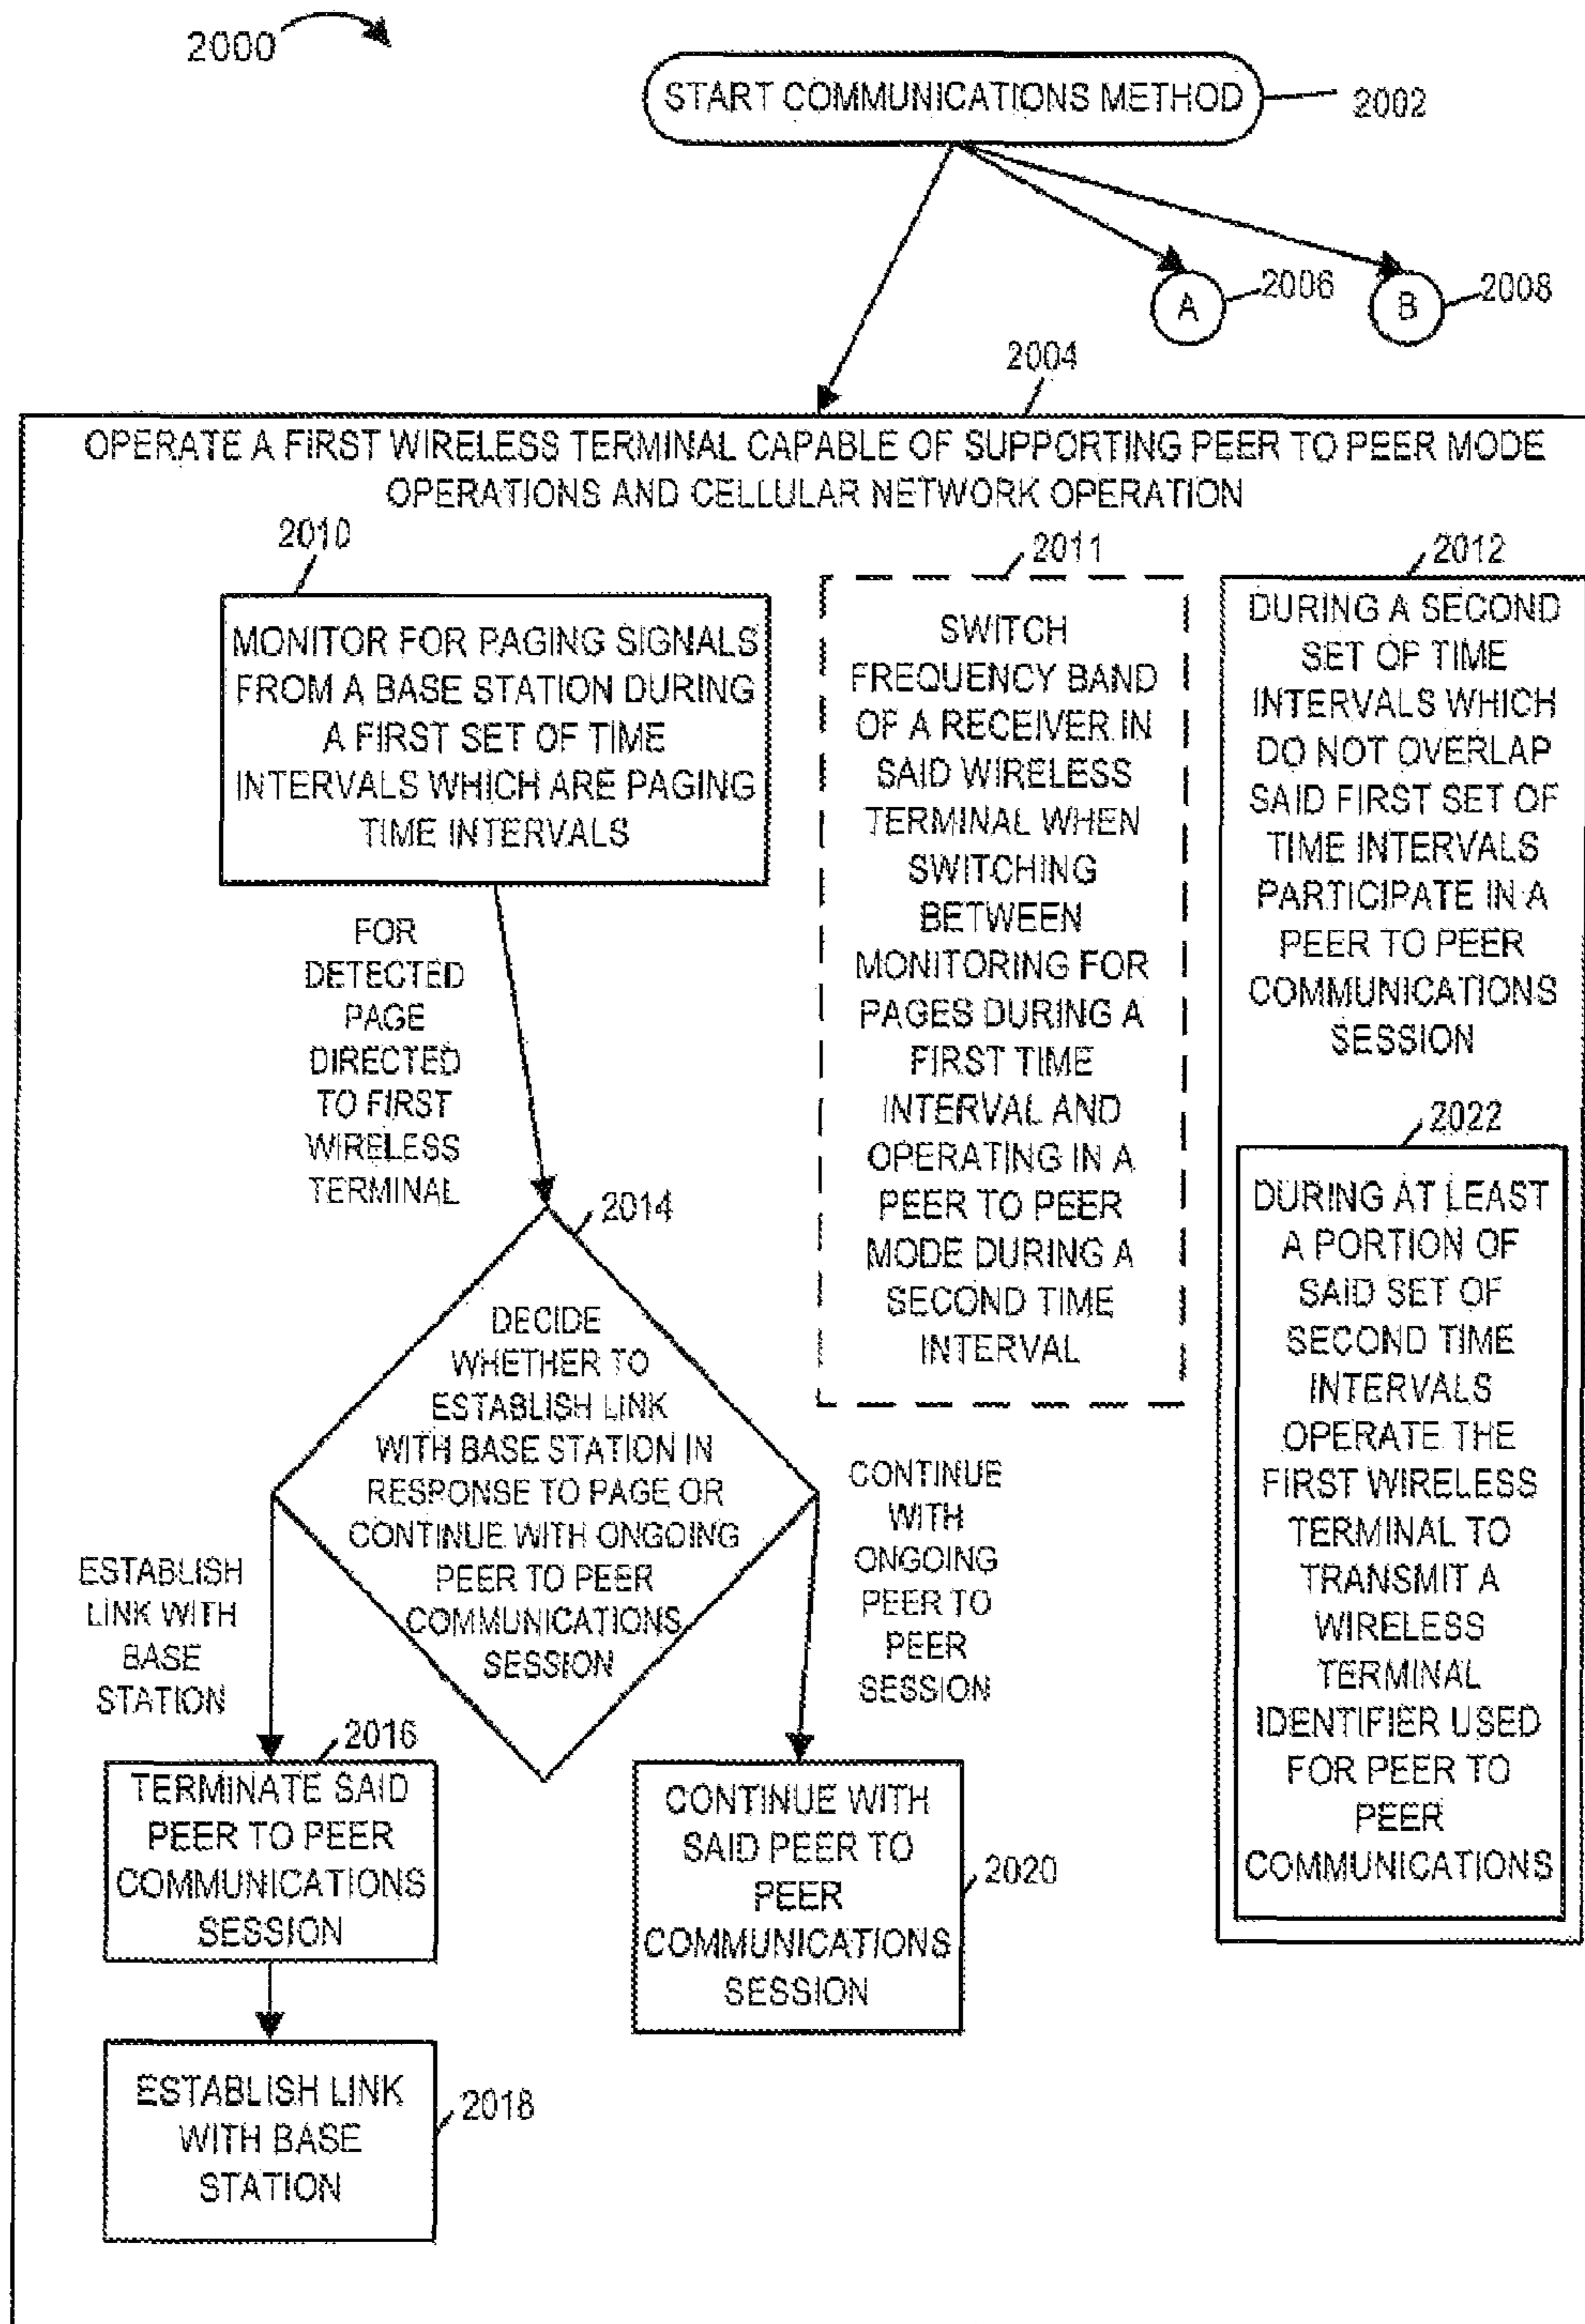 2000
START COMMUNICATIONS METHOD
2002
A
2006
B
2008
2004
OPERATE A FIRST WIRELESS TERMINAL CAPABLE OF SUPPORTING PEER TO PEER MODE
OPERATIONS AND CELLULAR NETWORK OPERATION
2010
MONITOR FOR PAGING SIGNALS
FROM A BASE STATION DURING
A FIRST SET OF TIME
INTERVALS WHICH ARE PAGING
TIME INTERVALS
FOR
DETECTED
PAGE
DIRECTED
TO FIRST
WIRELESS
TERMINAL
2014
DECIDE
WHETHER TO
ESTABLISH LINK
WITH BASE STATION IN
RESPONSE TO PAGE OR
CONTINUE WITH ONGOING
PEER TO PEER
COMMUNICATIONS
SESSION
ESTABLISH
LINK WITH
BASE
STATION
2016
TERMINATE SAID
PEER TO PEER
COMMUNICATIONS
SESSION
ESTABLISH LINK
WITH BASE
STATION
2018
CONTINUE
WITH
ONGOING
PEER TO
PEER
SESSION
CONTINUE WITH
SAID PEER TO
PEER
COMMUNICATIONS
SESSION
2020
2011
SWITCH
FREQUENCY BAND
OF A RECEIVER IN
SAID WIRELESS
TERMINAL WHEN
SWITCHING
BETWEEN
MONITORING FOR
PAGES DURING A
FIRST TIME
INTERVAL AND
OPERATING IN A
PEER TO PEER
MODE DURING A
SECOND TIME
INTERVAL
2012
DURING A SECOND
SET OF TIME
INTERVALS WHICH
DO NOT OVERLAP
SAID FIRST SET OF
TIME INTERVALS
PARTICIPATE IN A
PEER TO PEER
COMMUNICATIONS
SESSION
2022
DURING AT LEAST
A PORTION OF
SAID SET OF
SECOND TIME
INTERVALS
OPERATE THE
FIRST WIRELESS
TERMINAL TO
TRANSMIT A
WIRELESS
TERMINAL
IDENTIFIER USED
FOR PEER TO
PEER
COMMUNICATIONS